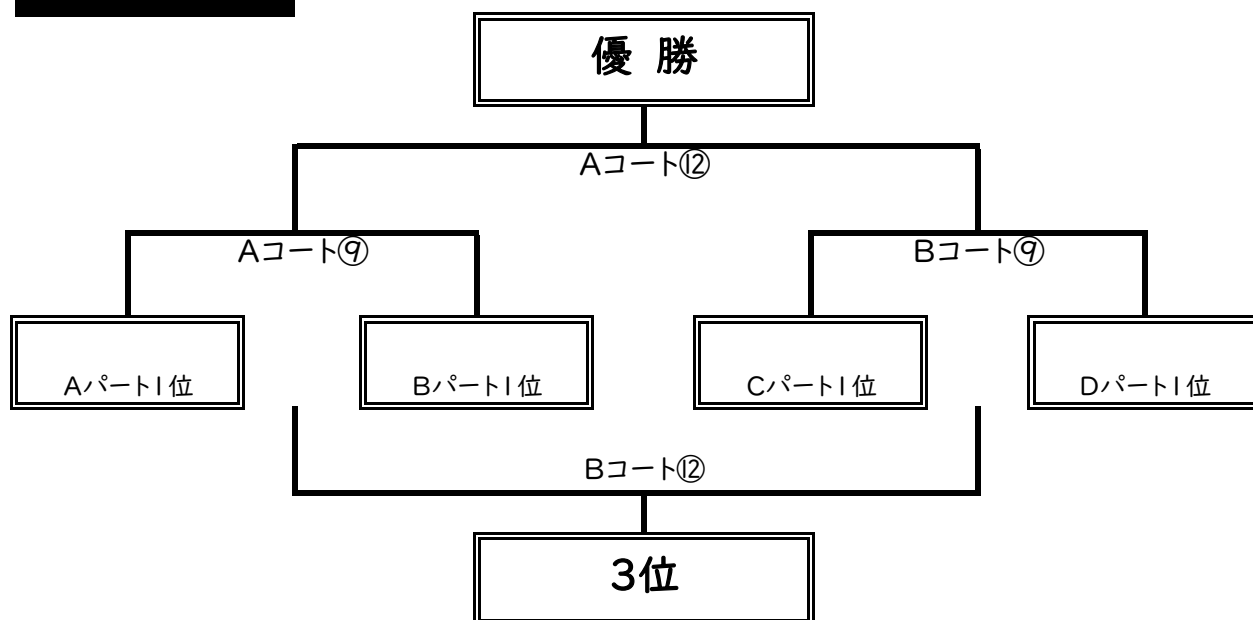 優 勝
Aコート⑫
Aコート⑨
Bコート⑨
Aパート1位
Bパート1位
Cパート1位
Dパート1位
Bコート⑫
3位